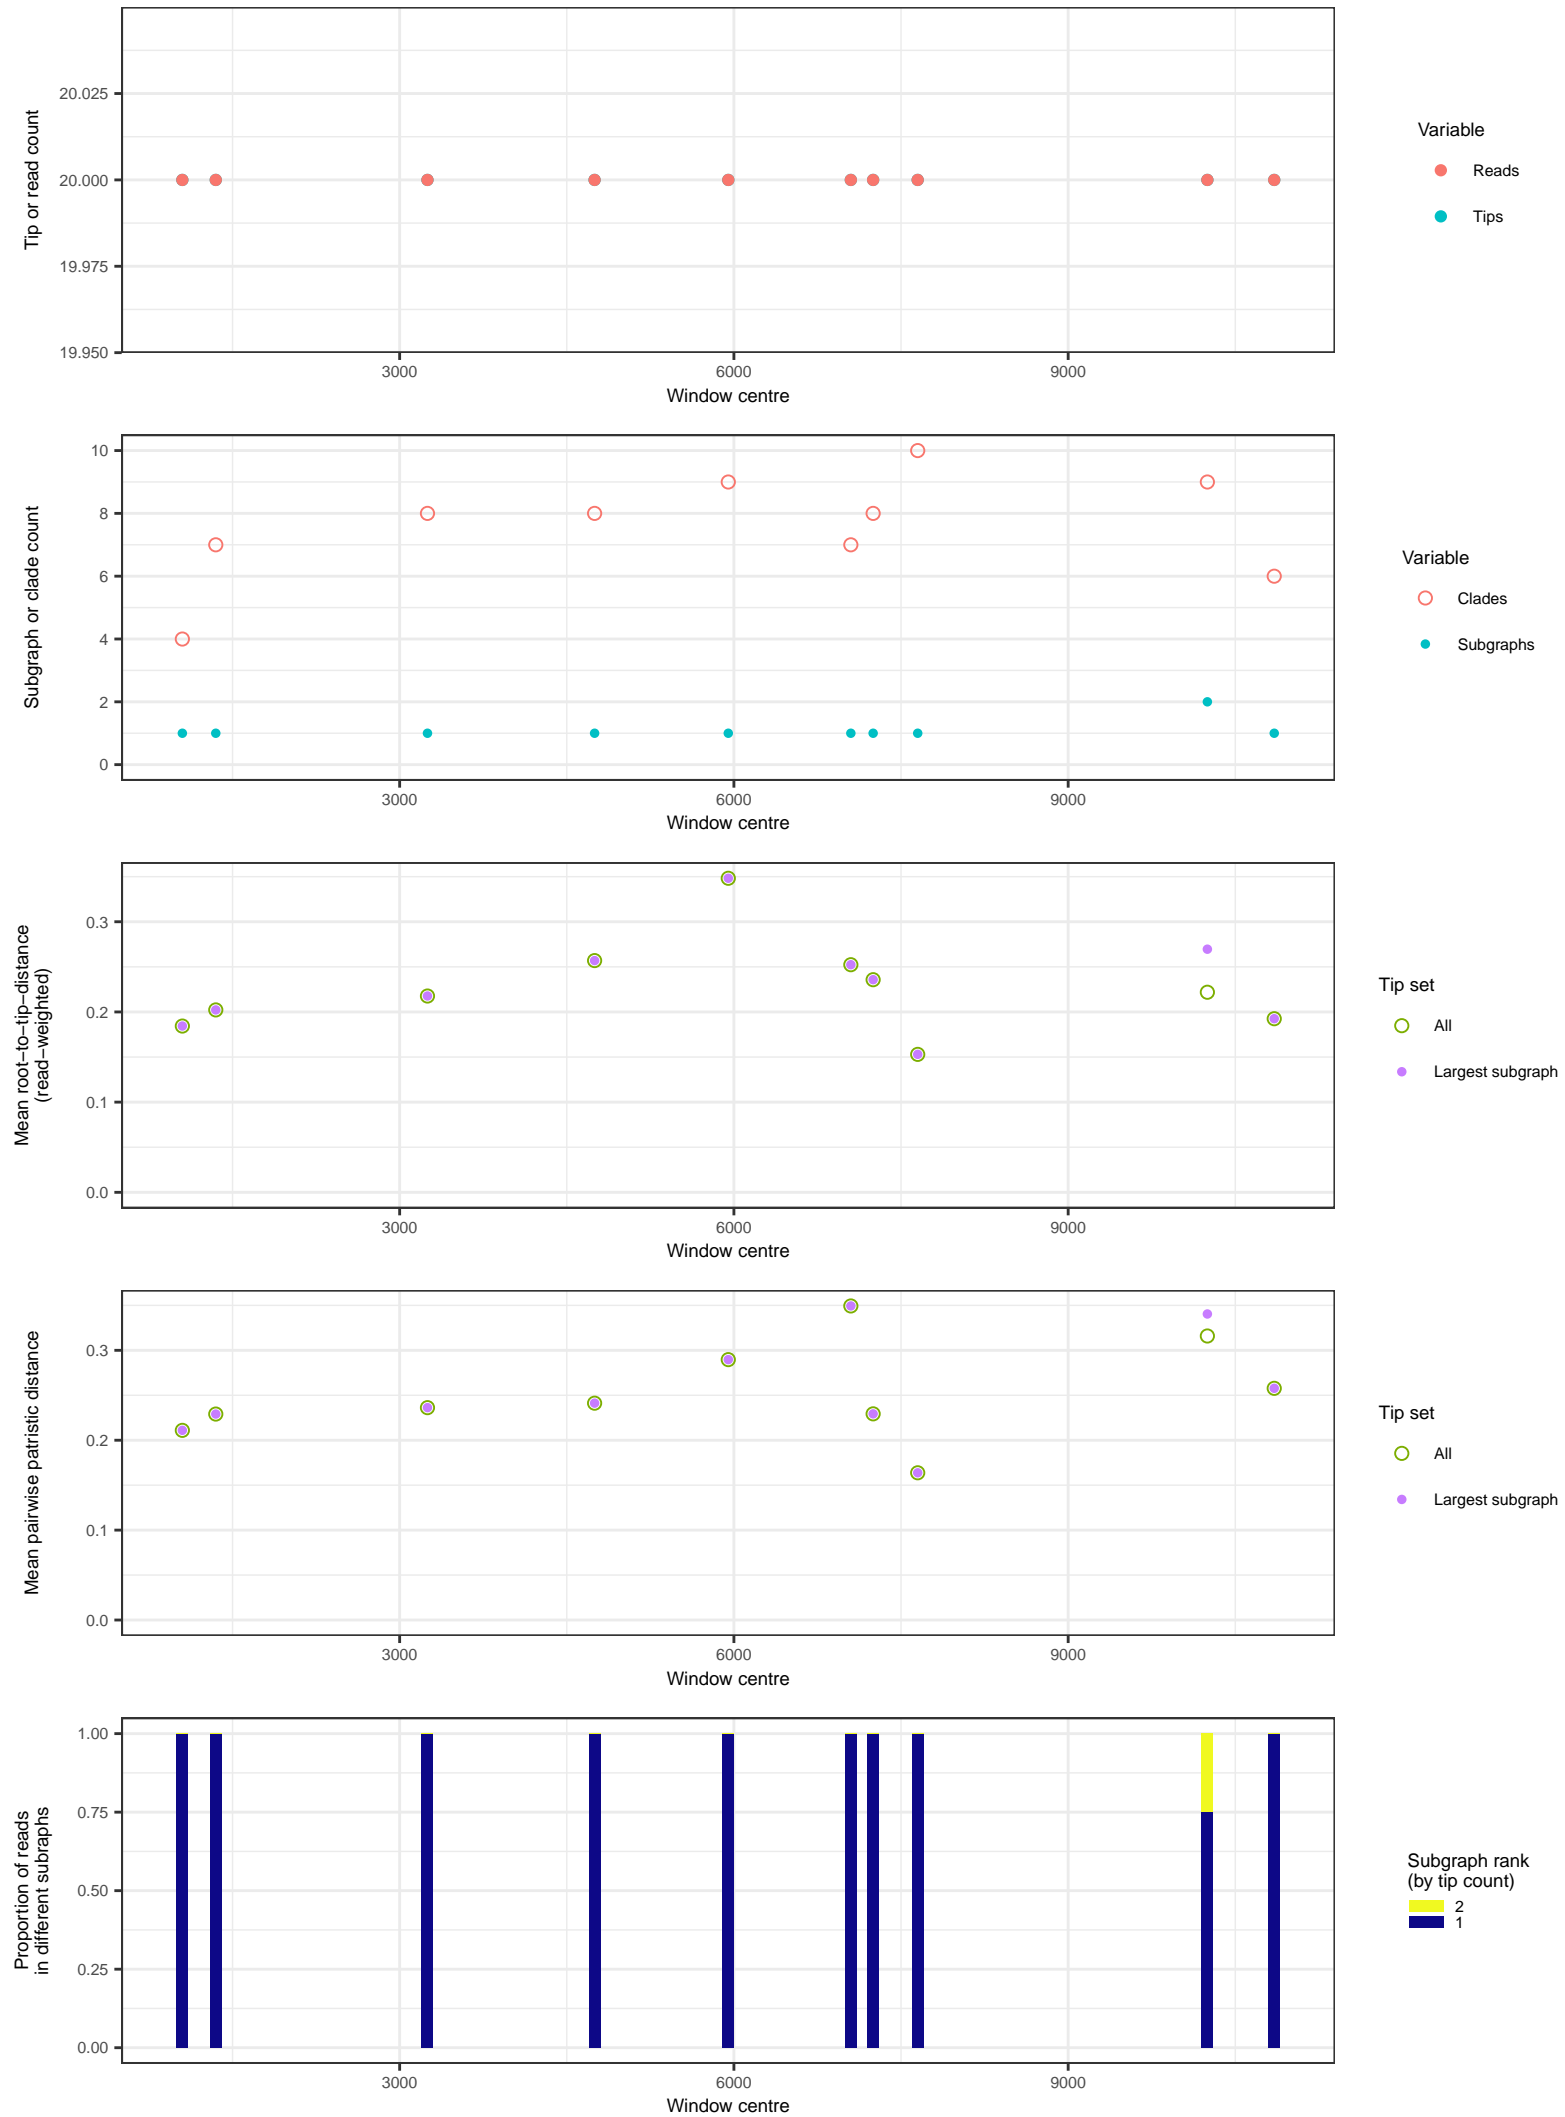 20.025
20.000
19.975
19.950
Tip or read count
3000
6000
9000
Window centre
Variable
Reads
Tips
10
8
6
4
2
0
Subgraph or clade count
3000
6000
9000
Window centre
Variable
Clades
Subgraphs
0.3
0.2
0.1
0.0
Mean root−to−tip−distance
(read−weighted)
3000
6000
9000
Window centre
Tip set
All
Largest subgraph
0.3
0.2
0.1
0.0
Mean pairwise patristic distance
3000
6000
9000
Window centre
Tip set
All
Largest subgraph
1.00
0.75
0.50
0.25
0.00
Proportion of reads
in different subraphs
3000
6000
9000
Window centre
Subgraph rank
(by tip count)
2
1